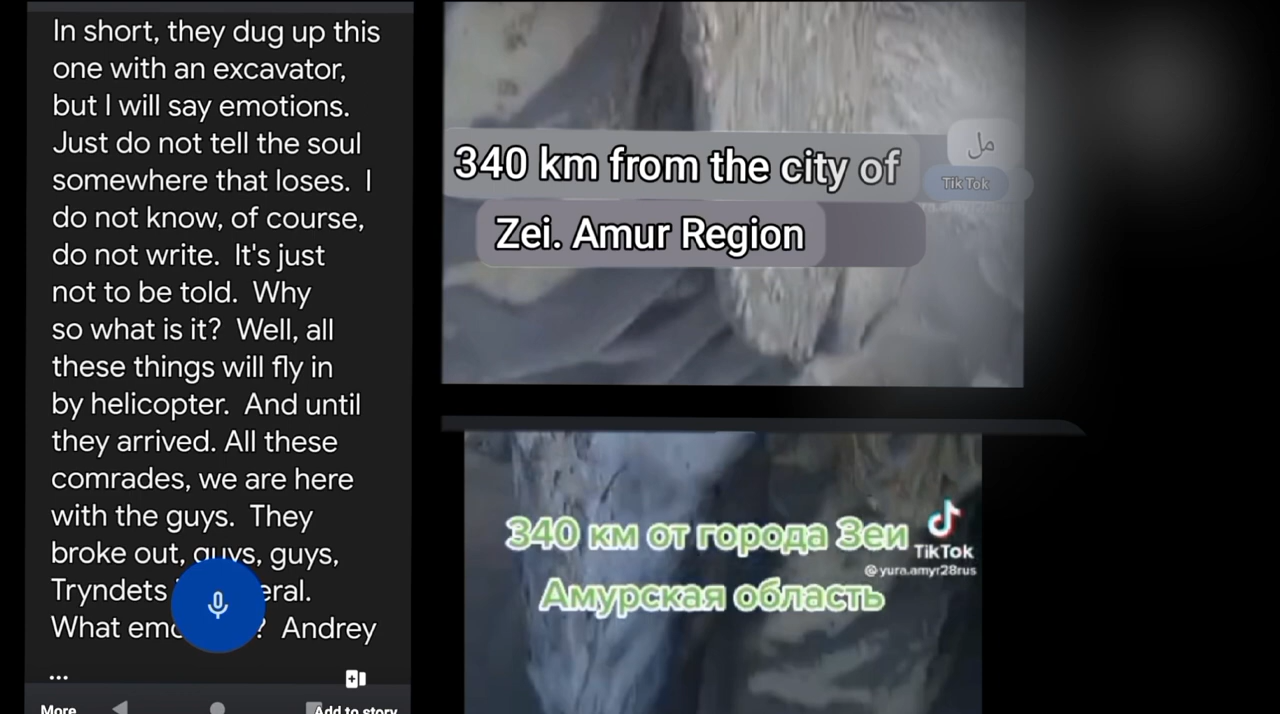 In short, they dug up this
one with an excavator,
but I will say emotions.
Just do not tell the soul
somewhere that loses. I
do not know, of course,
do not write. It's just
not to be told. Why
so what is it? Well, all
these things will fly in
by helicopter. And until
they arrived. All these
comrades, we are here
with the guys. They
broke out, guys, guys,
Tryndets
What ? Andrey
More
Add to story
340 km from the city of
Zei. Amur Region
مل
Tik Tok
340 км от города Зеи
Амурская область
TikTok
@yura.amyr28rus